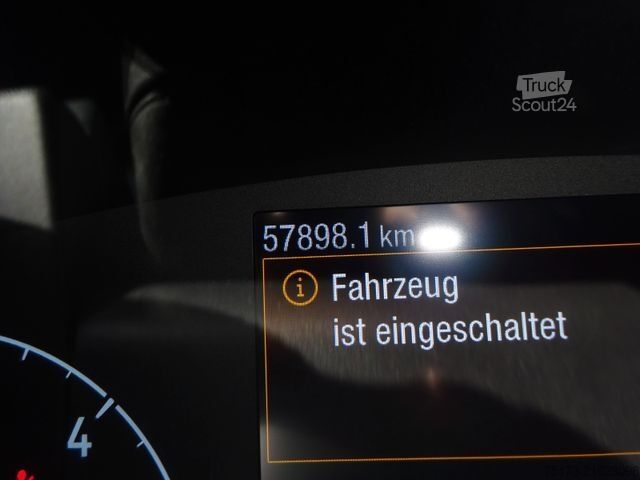 Truck
Scout24
57898.1 km
Fahrzeug
ist eingeschaltet
4